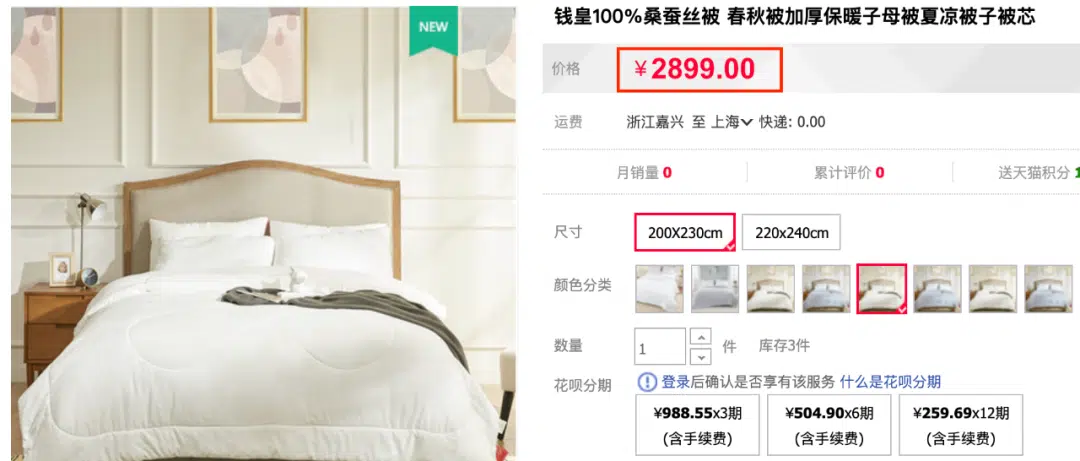 NEW
钱皇100%桑蚕丝被 春秋被加厚保暖子母被夏凉被子被芯
价格 ¥2899.00
运费 浙江嘉兴 至 上海 快递: 0.00
月销量 0 累计评价 0 送天猫积分 1
尺寸 200X230cm 220x240cm
颜色分类
数量 1 件 库存3件
花呗分期 登录后确认是否享有该服务 什么是花呗分期
¥988.55x3期 ¥504.90x6期 ¥259.69x12期
(含手续费) (含手续费) (含手续费)